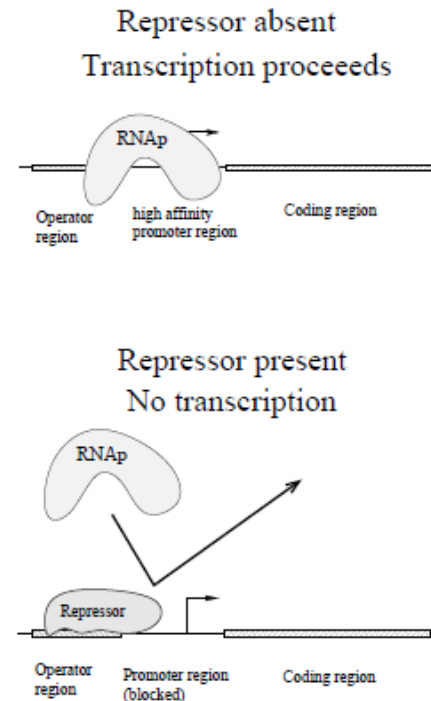 Repressor absent
Transcription proceeeds
RNAp
Operator
region
high affinity
promoter region
Coding region
Repressor present
No transcription
RNAp
Repressor
Operator
region
Promoter region
(blocked)
Coding region